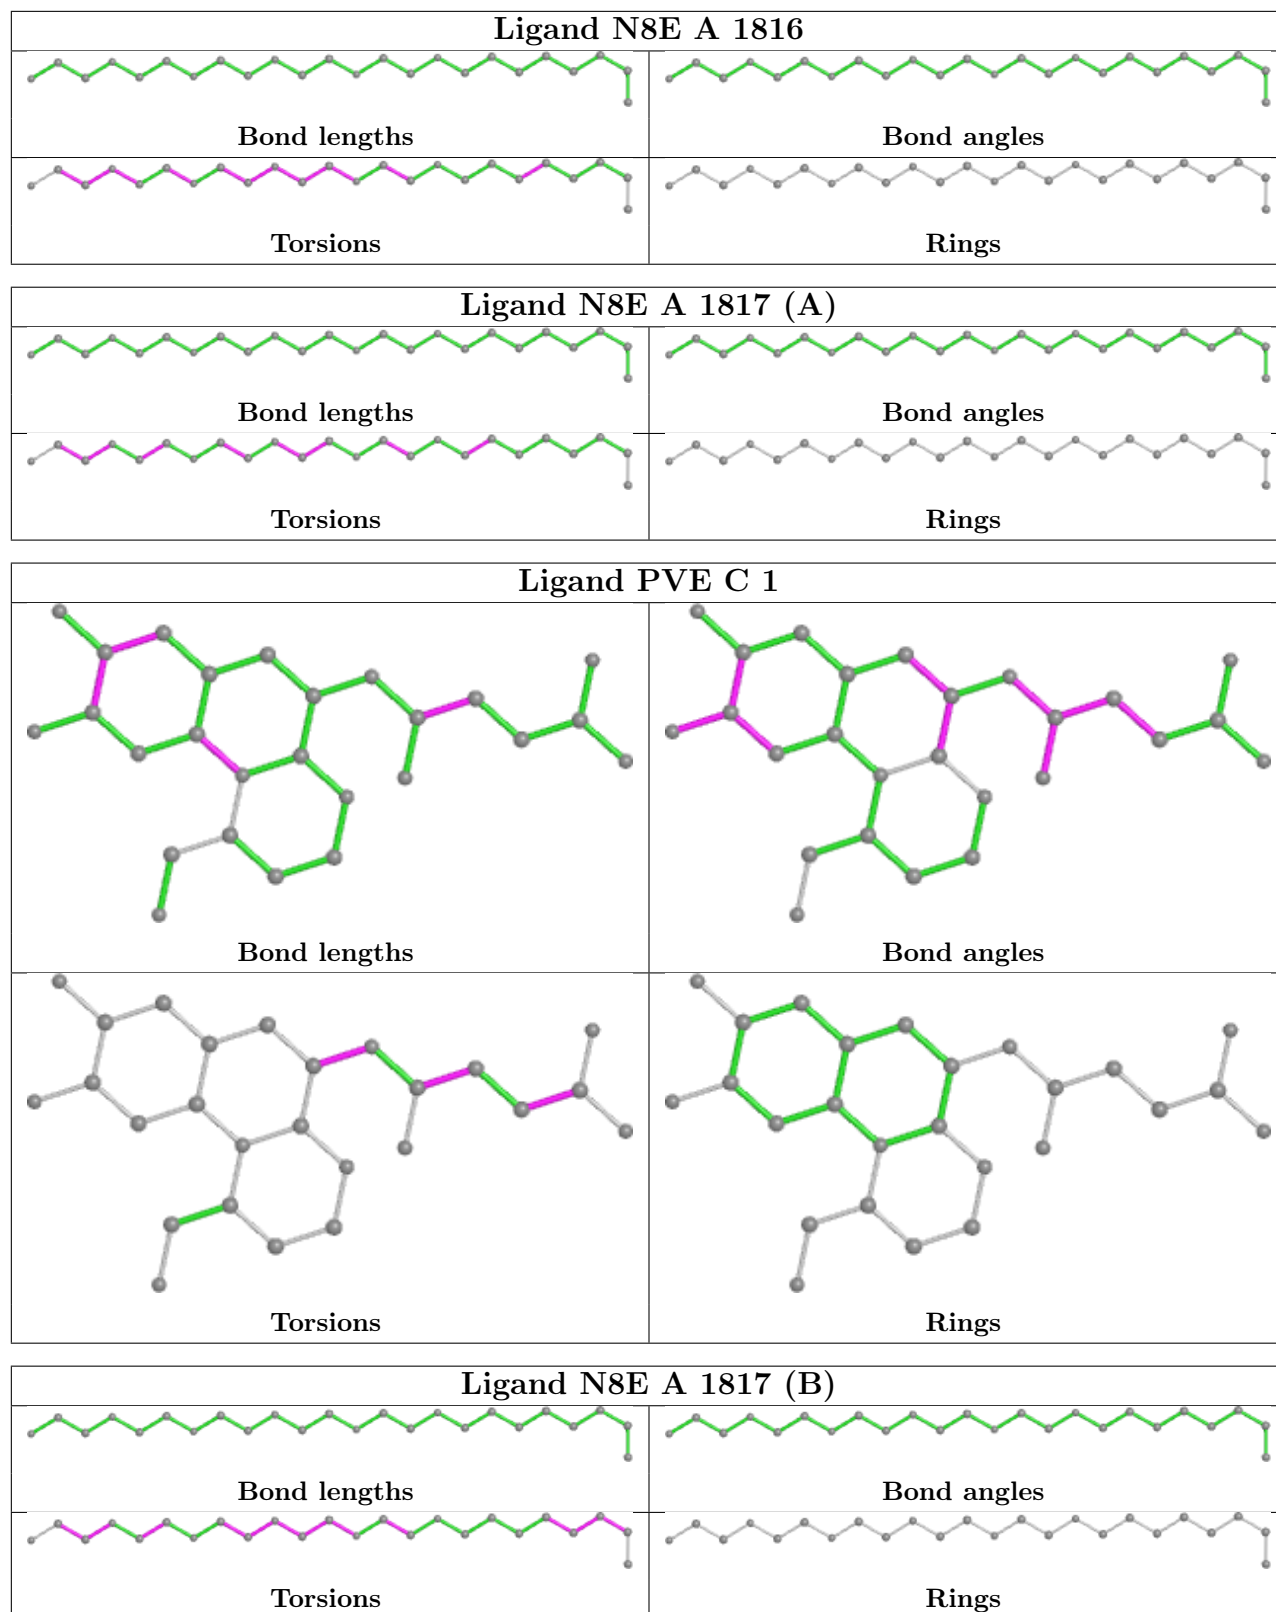 Ligand N8E A 1816
Bond lengths
Bond angles
Torsions
Rings
Ligand N8E A 1817 (A)
Bond lengths
Bond angles
Torsions
Rings
Ligand PVE C 1
Bond lengths
Bond angles
Torsions
Rings
Ligand N8E A 1817 (B)
Bond lengths
Bond angles
Torsions
Rings